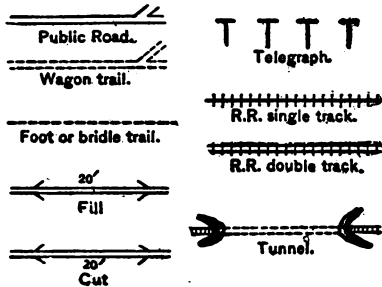 Public Road.
Wagon trail.
Foot or bridle trail.
20'
Fill
20'
Cut
Telegraph.
R.R. single track.
R.R. double track.
Tunnel.